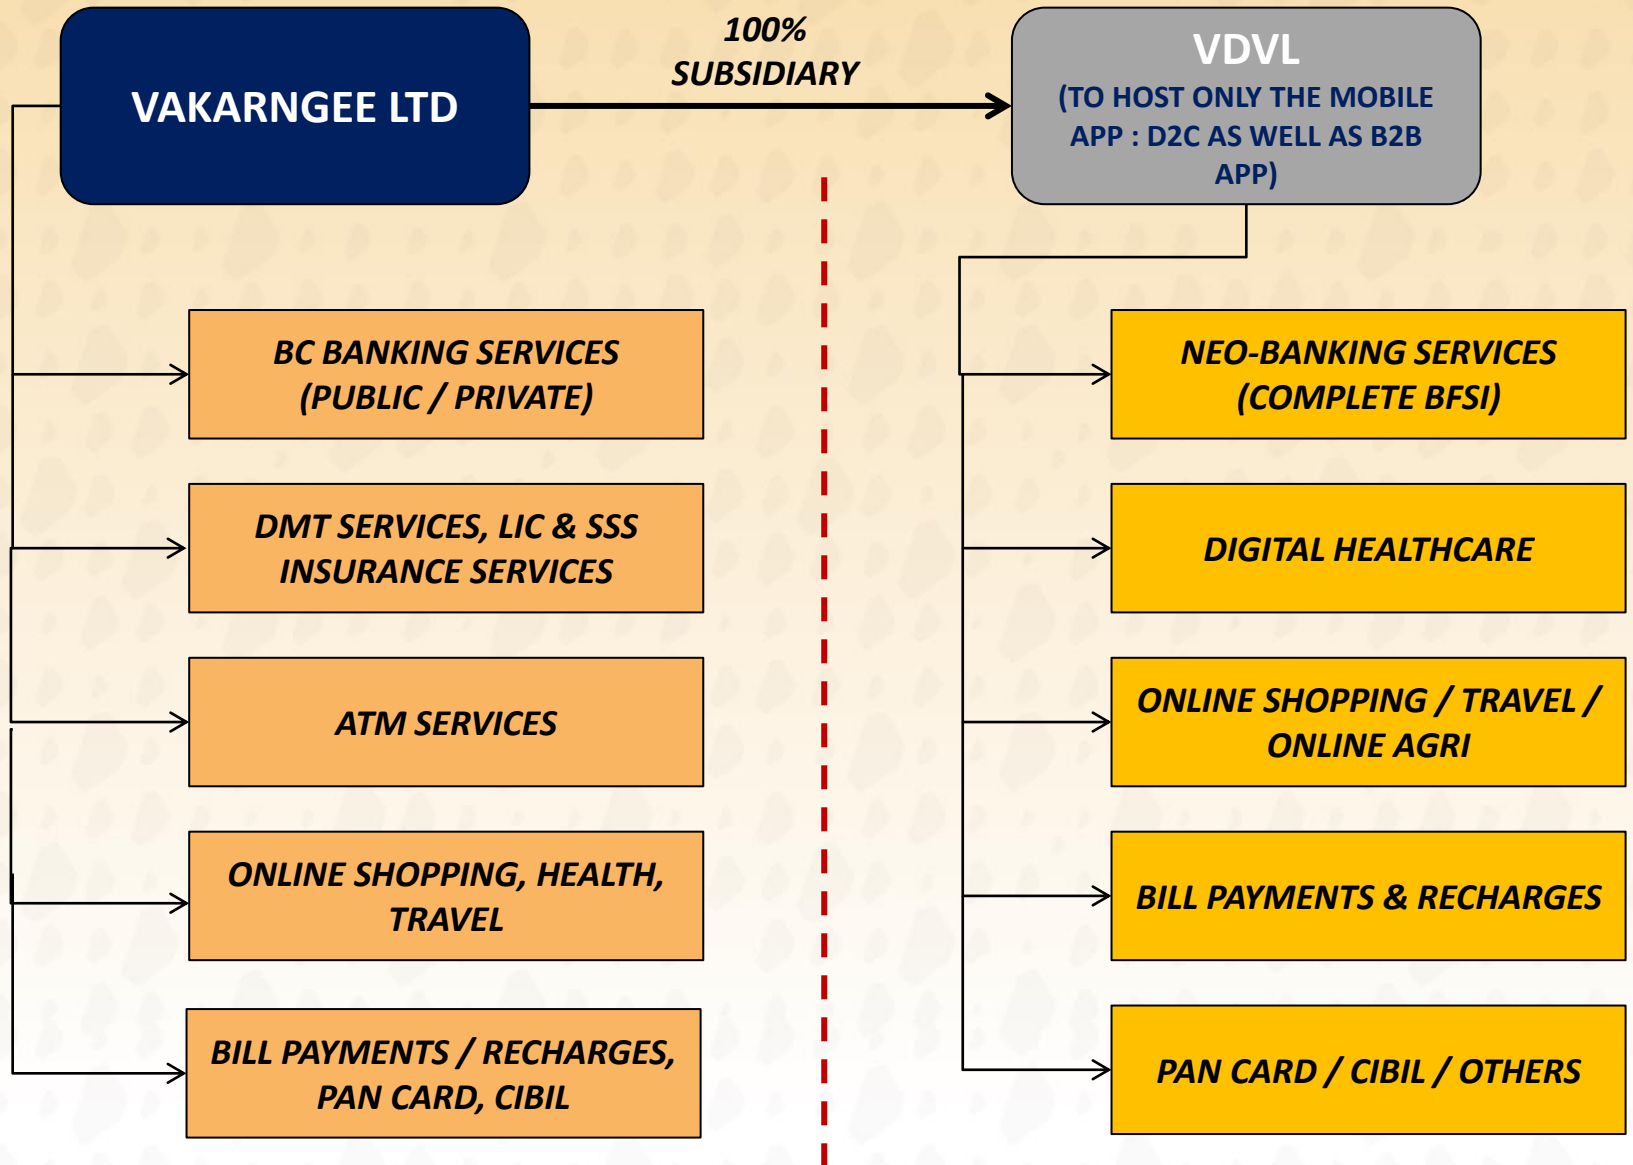 VAKARNGEE LTD
100%
SUBSIDIARY
VDVL
(TO HOST ONLY THE MOBILE
APP : D2C AS WELL AS B2B
APP)
BC BANKING SERVICES
(PUBLIC / PRIVATE)
DMT SERVICES, LIC & SSS
INSURANCE SERVICES
ATM SERVICES
ONLINE SHOPPING, HEALTH,
TRAVEL
BILL PAYMENTS / RECHARGES,
PAN CARD, CIBIL
NEO-BANKING SERVICES
(COMPLETE BFSI)
DIGITAL HEALTHCARE
ONLINE SHOPPING / TRAVEL /
ONLINE AGRI
BILL PAYMENTS & RECHARGES
PAN CARD / CIBIL / OTHERS